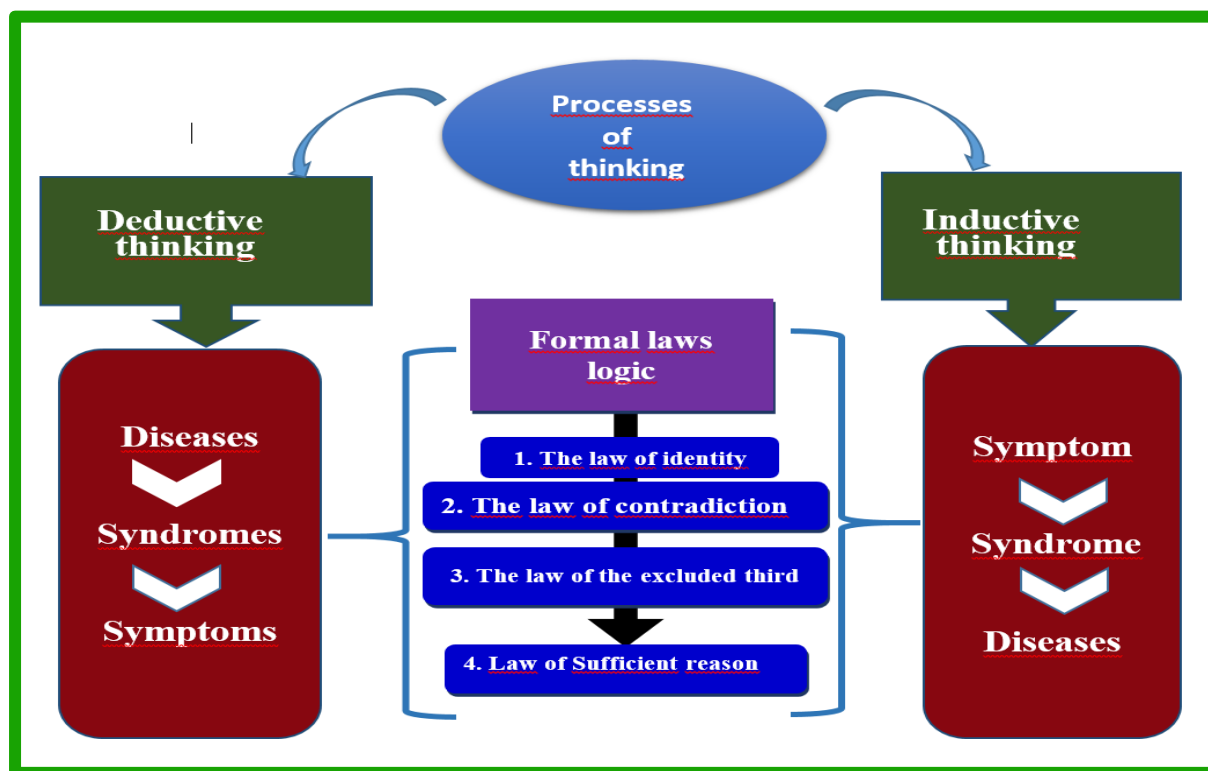 Processes
of
thinking
Deductive
thinking
Inductive
thinking
Formal laws
logic
Diseases
Syndromes
Symptoms
1. The law of identity
2. The law of contradiction
3. The law of the excluded third
4. Law of Sufficient reason
Symptom
Syndrome
Diseases